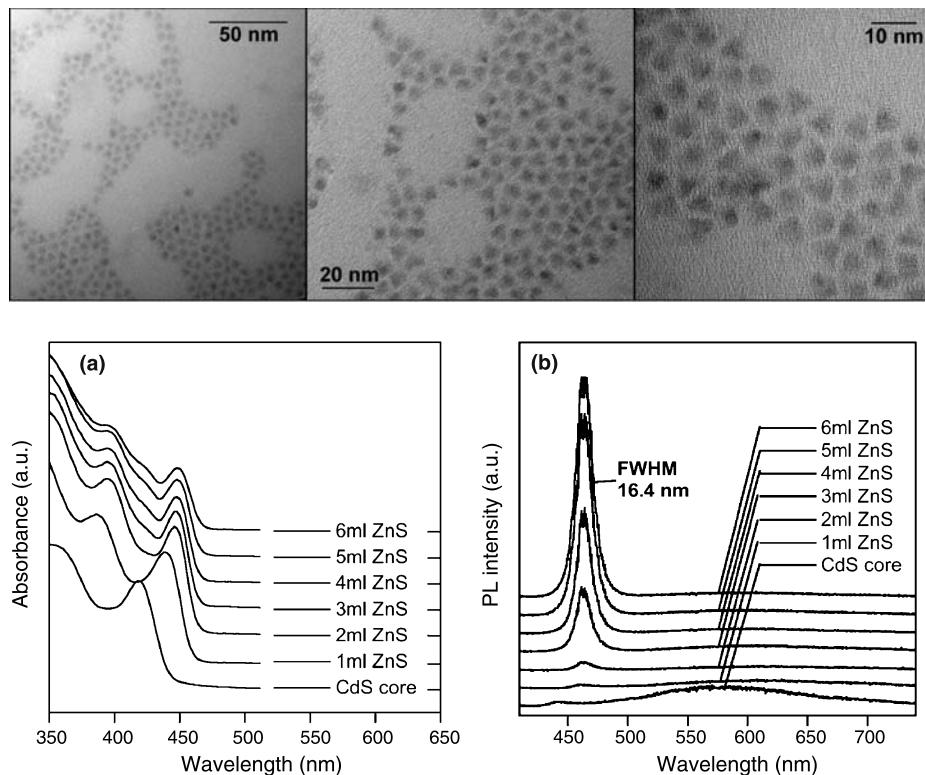 50 nm
20 nm
10 nm
(a)
Absorbance (a.u.)
6ml ZnS
5ml ZnS
4ml ZnS
3ml ZnS
2ml ZnS
1ml ZnS
CdS core
350 400 450 500 550 600 650
Wavelength (nm)
(b)
PL intensity (a.u.)
FWHM
16.4 nm
6ml ZnS
5ml ZnS
4ml ZnS
3ml ZnS
2ml ZnS
1ml ZnS
CdS core
450 500 550 600 650 700
Wavelength (nm)